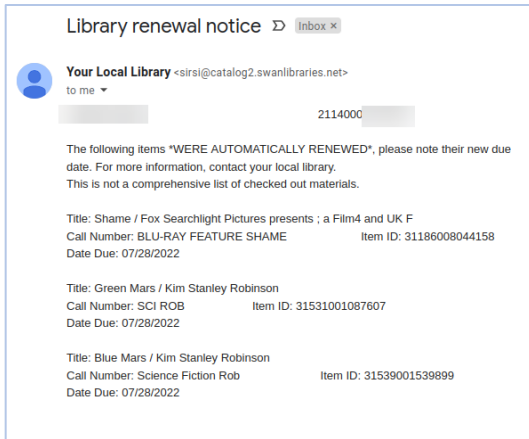 Library renewal notice Inbox ×
Your Local Library <sirsi@catalog2.swanlibraries.net>
to me
2114000
The following items *WERE AUTOMATICALLY RENEWED*, please note their new due
date. For more information, contact your local library.
This is not a comprehensive list of checked out materials.
Title: Shame / Fox Searchlight Pictures presents ; a Film4 and UK F
Call Number: BLU-RAY FEATURE SHAME Item ID: 31186008044158
Date Due: 07/28/2022
Title: Green Mars / Kim Stanley Robinson
Call Number: SCI ROB Item ID: 31531001087607
Date Due: 07/28/2022
Title: Blue Mars / Kim Stanley Robinson
Call Number: Science Fiction Rob Item ID: 31539001539899
Date Due: 07/28/2022